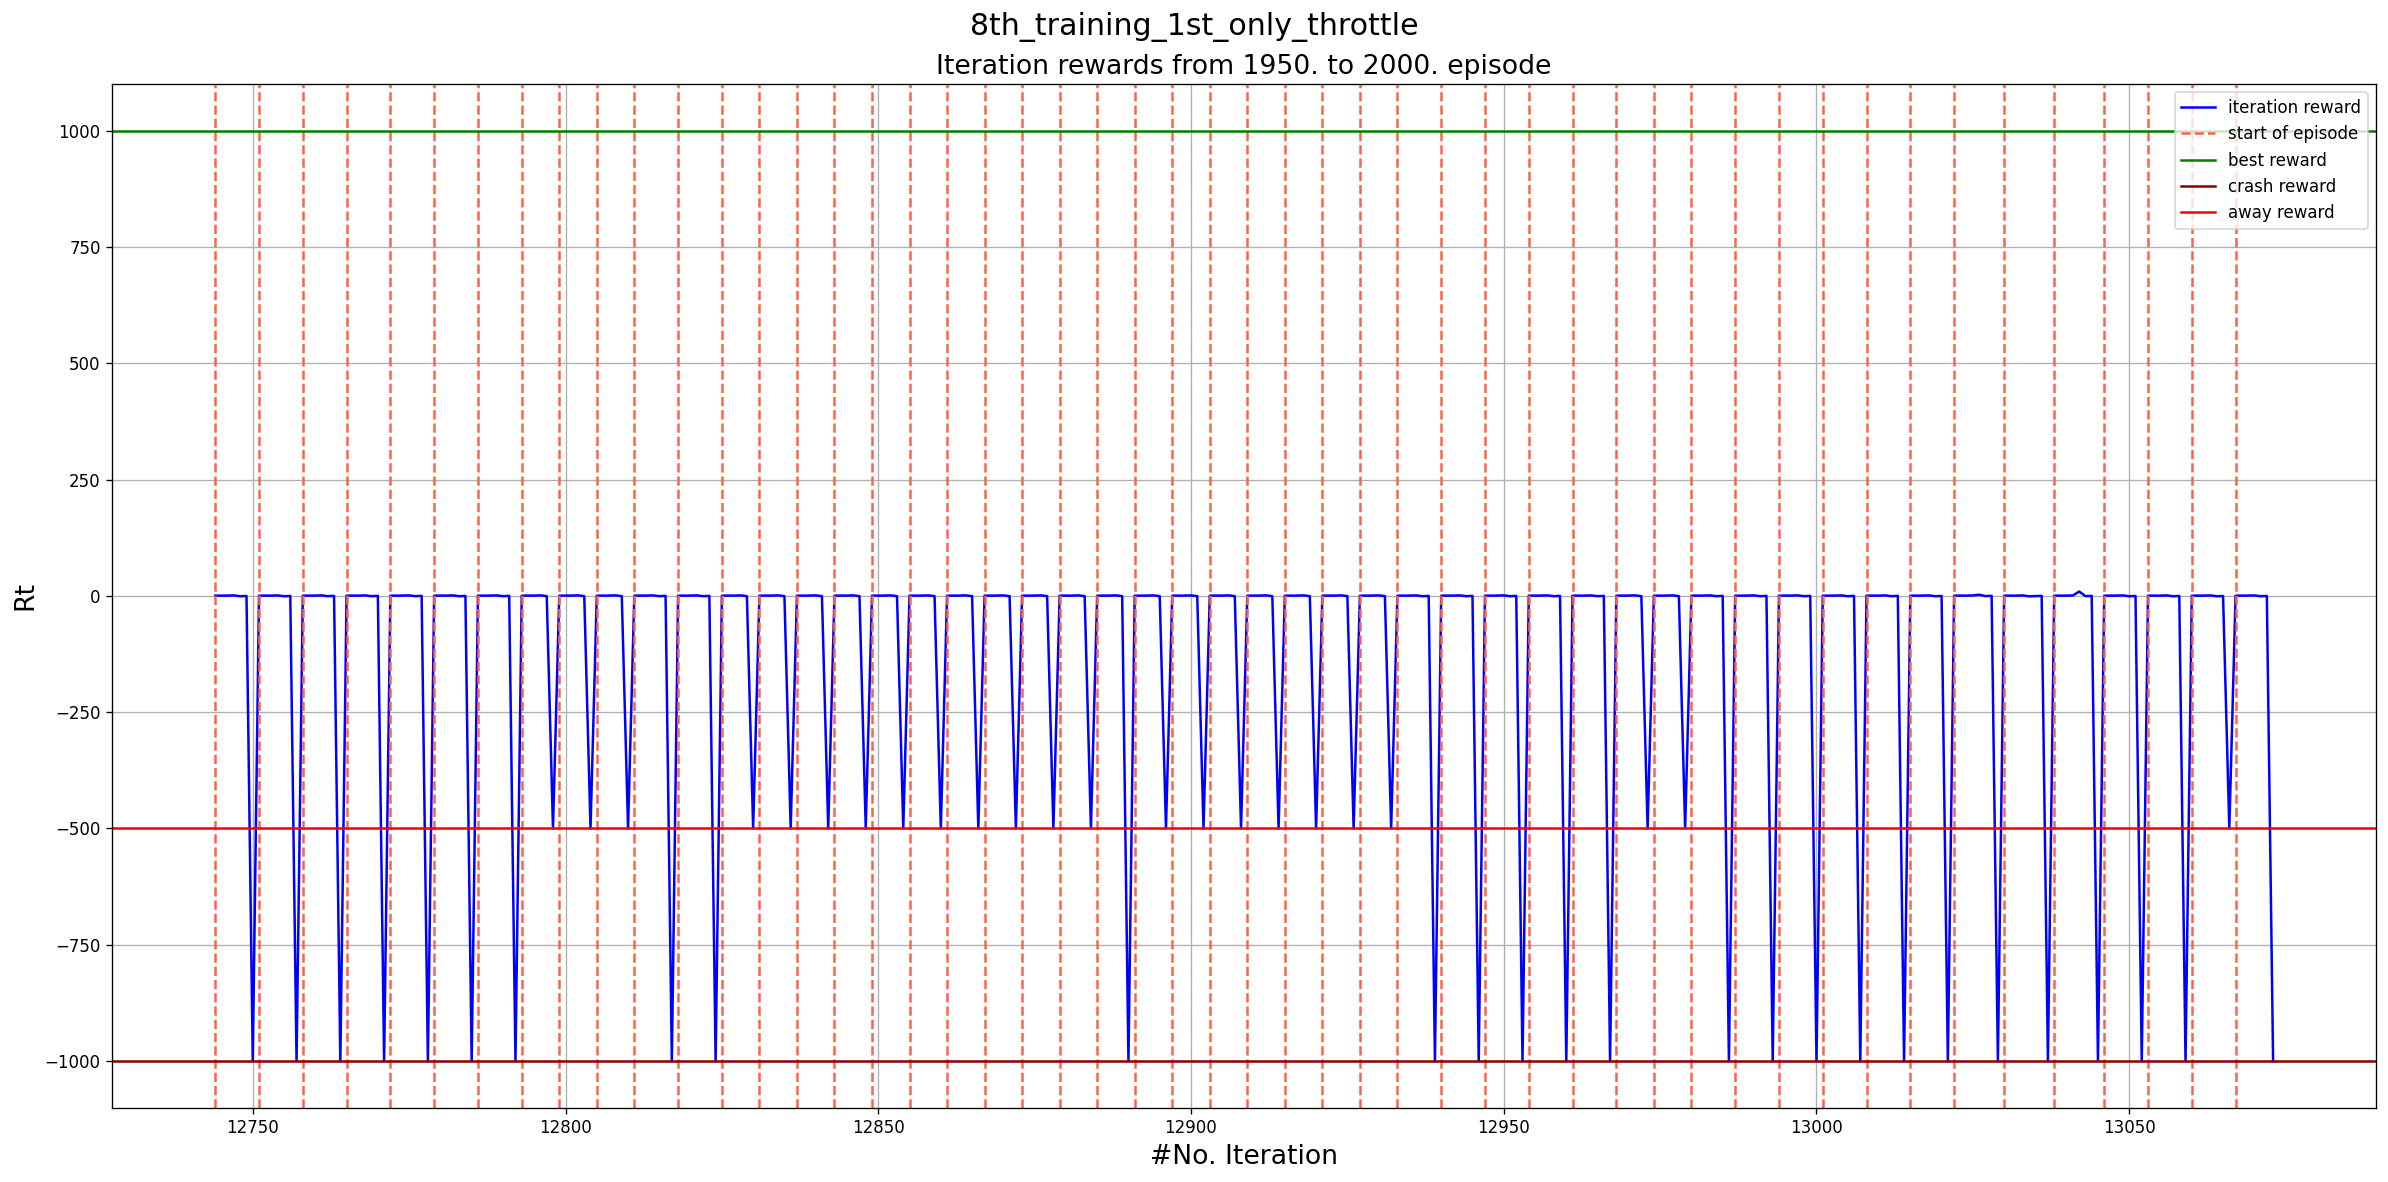 8th_training_1st_only_throttle
Iteration rewards from 1950. to 2000. episode
iteration reward
start of episode
best reward
crash reward
away reward
1000
750
500
250
0
−250
−500
−750
−1000
Rt
12750 12800 12850 12900 12950 13000 13050
#No. Iteration